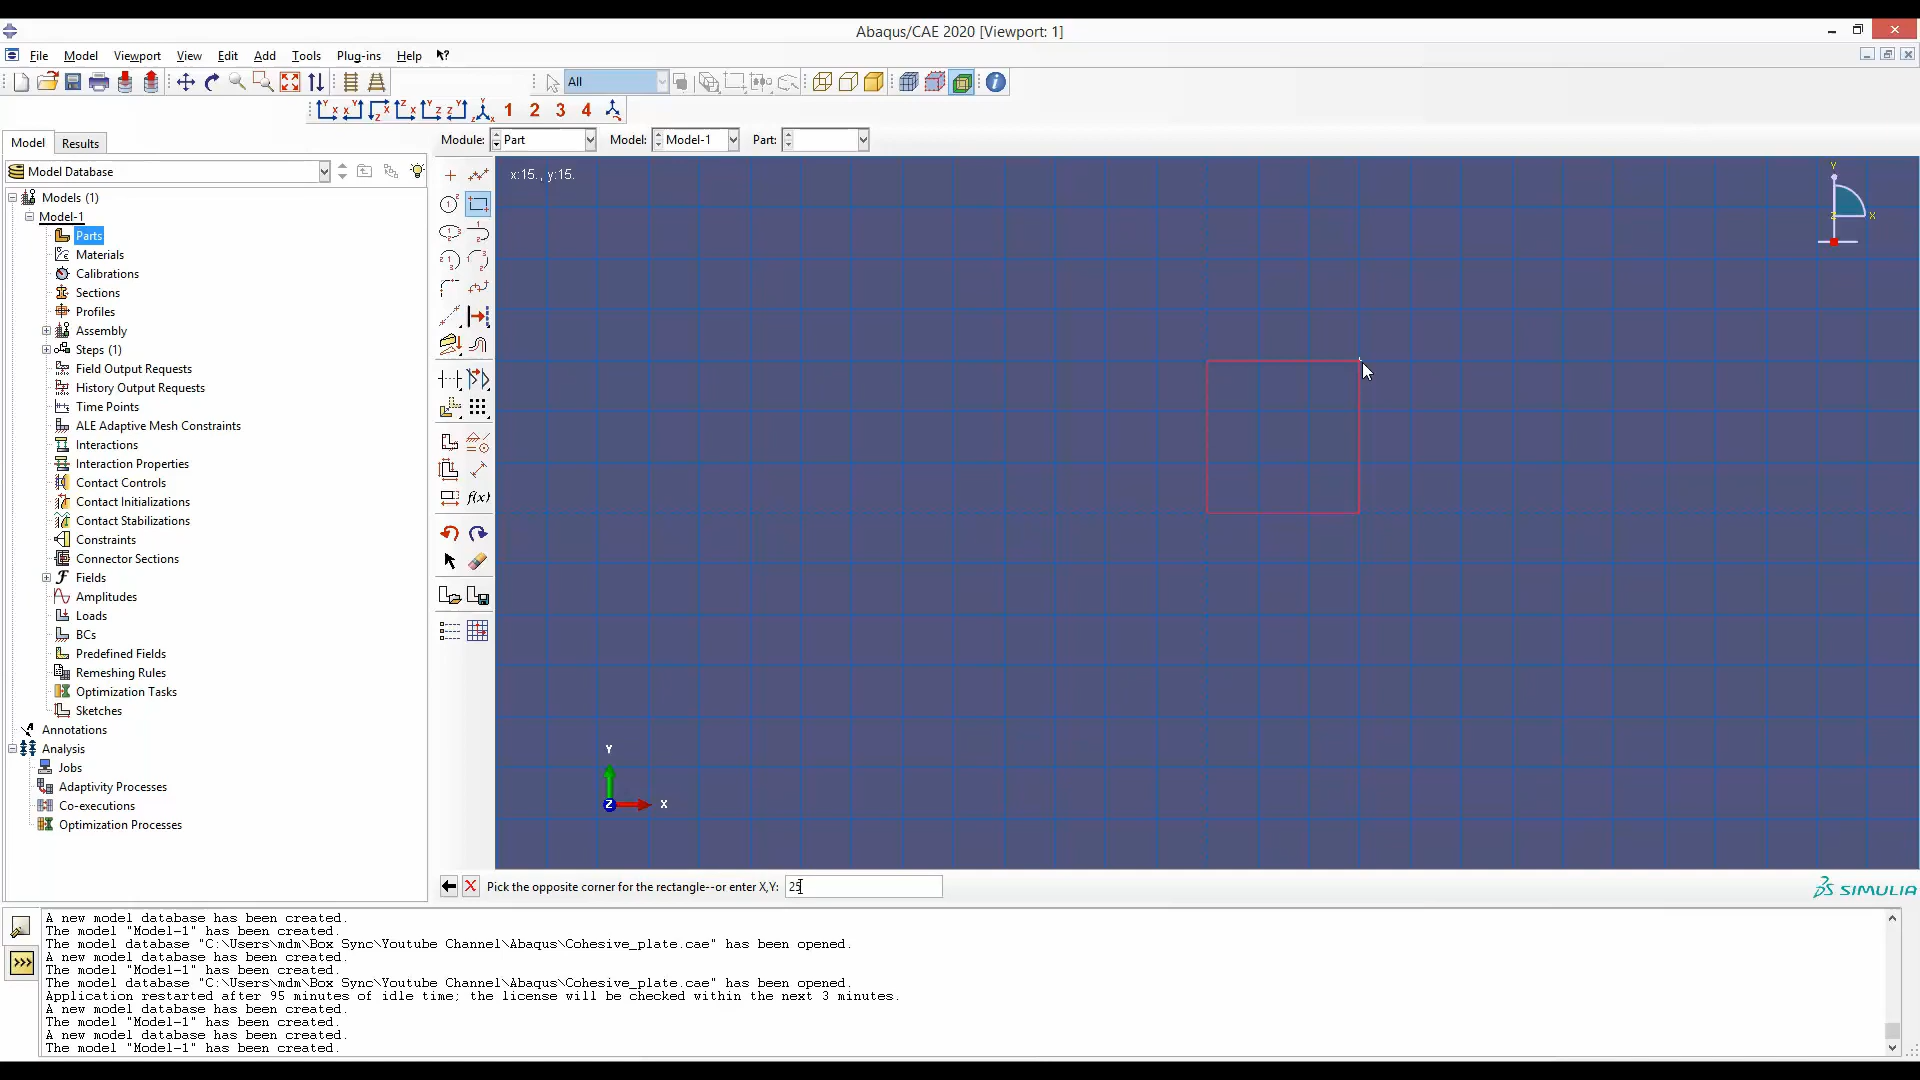 Abaqus/CAE 2020 [Viewport: 1]
File Model Viewport View Edit Add Tools Plug-ins Help
All
1 2 3 4
Model Results
Module: Part Model: Model-1 Part:
Model Database
x:15. , y:15.
Models (1)
Model-1
Parts
Materials
Calibrations
Sections
Profiles
Assembly
Steps (1)
Field Output Requests
History Output Requests
Time Points
ALE Adaptive Mesh Constraints
Interactions
Interaction Properties
Contact Controls
Contact Initializations
Contact Stabilizations
Constraints
Connector Sections
Fields
Amplitudes
Loads
BCs
Predefined Fields
Remeshing Rules
Optimization Tasks
Sketches
Annotations
Analysis
Jobs
Adaptivity Processes
Co-executions
Optimization Processes
f(x)
Y
X
Z
Y
Z X
Pick the opposite corner for the rectangle--or enter X,Y: 25
SIMULIA
A new model database has been created.
The model "Model-1" has been created.
The model database "C:\Users\mdm\Box Sync\Youtube Channel\Abaqus\Cohesive_plate.cae" has been opened.
A new model database has been created.
The model "Model-1" has been created.
The model database "C:\Users\mdm\Box Sync\Youtube Channel\Abaqus\Cohesive_plate.cae" has been opened.
Application restarted after 95 minutes of idle time; the license will be checked within the next 3 minutes.
A new model database has been created.
The model "Model-1" has been created.
A new model database has been created.
The model "Model-1" has been created.